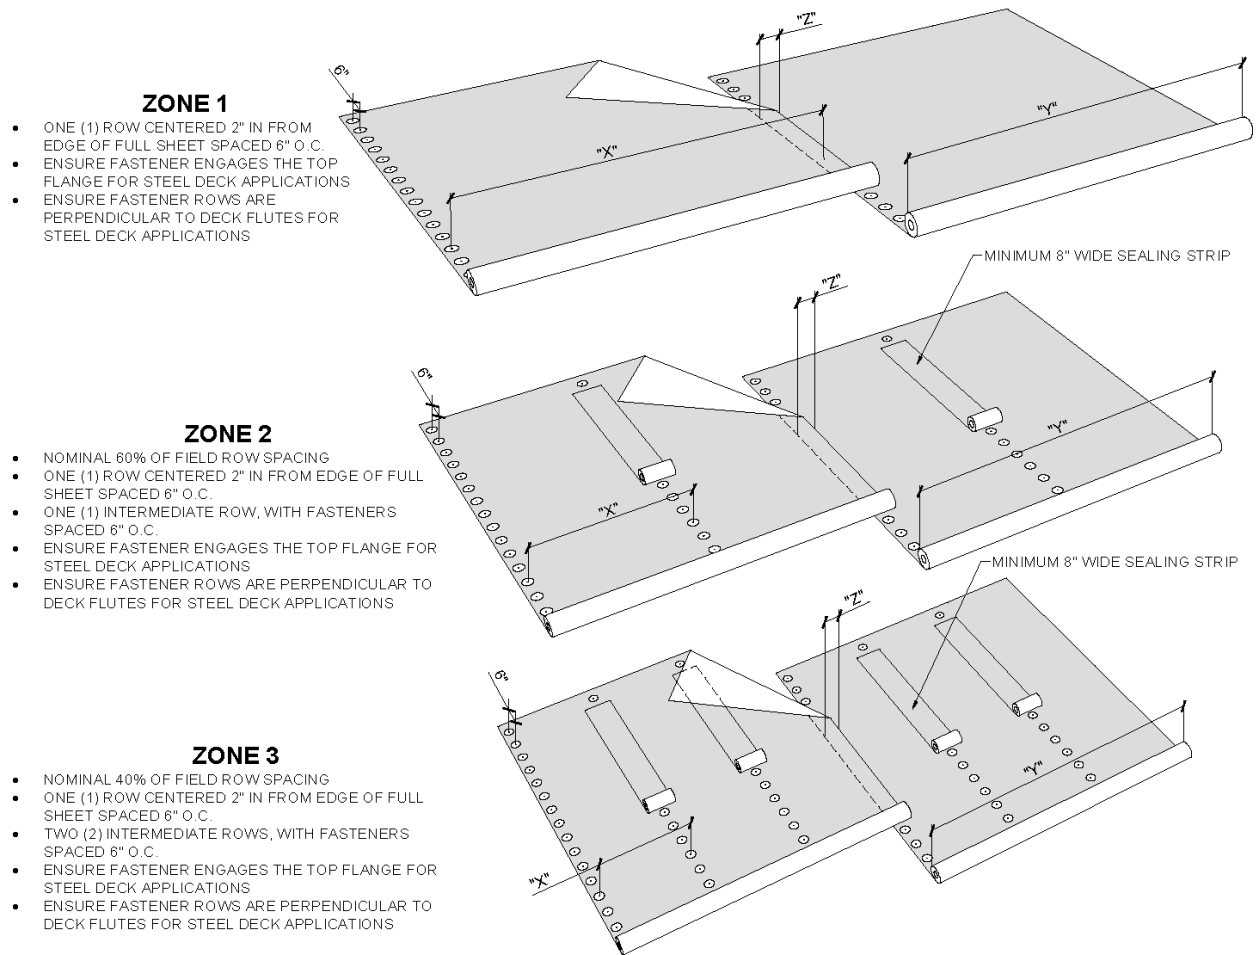 "Z"
6"
ZONE 1
• ONE (1) ROW CENTERED 2" IN FROM
EDGE OF FULL SHEET SPACED 6" O.C.
• ENSURE FASTENER ENGAGES THE TOP
FLANGE FOR STEEL DECK APPLICATIONS
• ENSURE FASTENER ROWS ARE
PERPENDICULAR TO DECK FLUTES FOR
STEEL DECK APPLICATIONS
"X"
"Y"
MINIMUM 8" WIDE SEALING STRIP
"Z"
6"
ZONE 2
• NOMINAL 60% OF FIELD ROW SPACING
• ONE (1) ROW CENTERED 2" IN FROM EDGE OF FULL
SHEET SPACED 6" O.C.
• ONE (1) INTERMEDIATE ROW, WITH FASTENERS
SPACED 6" O.C.
• ENSURE FASTENER ENGAGES THE TOP FLANGE FOR
STEEL DECK APPLICATIONS
• ENSURE FASTENER ROWS ARE PERPENDICULAR TO
DECK FLUTES FOR STEEL DECK APPLICATIONS
"X"
"Y"
MINIMUM 8" WIDE SEALING STRIP
"Z"
6"
ZONE 3
• NOMINAL 40% OF FIELD ROW SPACING
• ONE (1) ROW CENTERED 2" IN FROM EDGE OF FULL
SHEET SPACED 6" O.C.
• TWO (2) INTERMEDIATE ROWS, WITH FASTENERS
SPACED 6" O.C.
• ENSURE FASTENER ENGAGES THE TOP FLANGE FOR
STEEL DECK APPLICATIONS
• ENSURE FASTENER ROWS ARE PERPENDICULAR TO
DECK FLUTES FOR STEEL DECK APPLICATIONS
"X"
"Y"